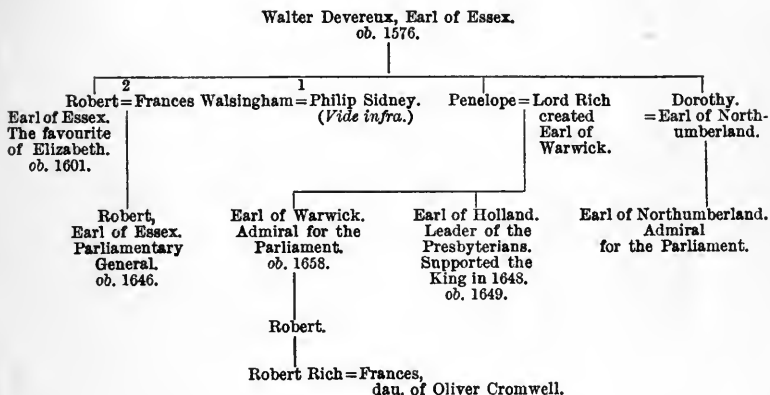 Walter Devereux, Earl of Essex.
ob. 1576.
2 1
Robert=Frances Walsingham=Philip Sidney. Penelope=Lord Rich Dorothy.
Earl of Essex. (Vide infra.) created =Earl of North-
The favourite Earl of umberland.
of Elizabeth. Warwick.
ob. 1601.
Robert, Earl of Warwick. Earl of Holland. Earl of Northumberland.
Earl of Essex. Admiral for the Leader of the Admiral
Parliamentary Parliament. Presbyterians. for the Parliament.
General. ob. 1658. Supported the
ob. 1646. King in 1648.
ob. 1649.
Robert.
Robert Rich=Frances,
dau. of Oliver Cromwell.